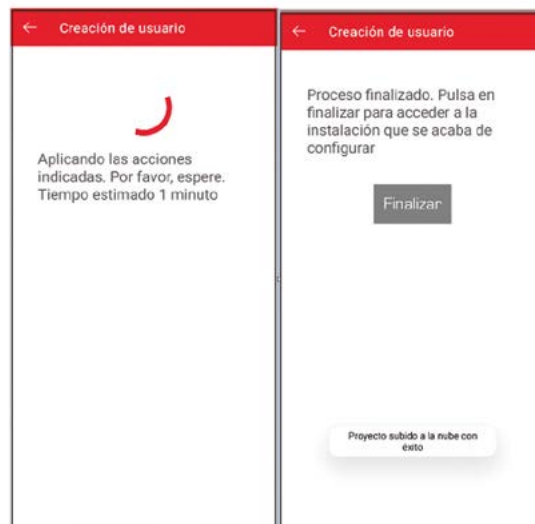 Creación de usuario
Aplicando las acciones
indicadas. Por favor, espere.
Tiempo estimado 1 minuto
Creación de usuario
Proceso finalizado. Pulsa en
finalizar para acceder a la
instalación que se acaba de
configurar
Finalizar
Proyecto subido a la nube con
éxito